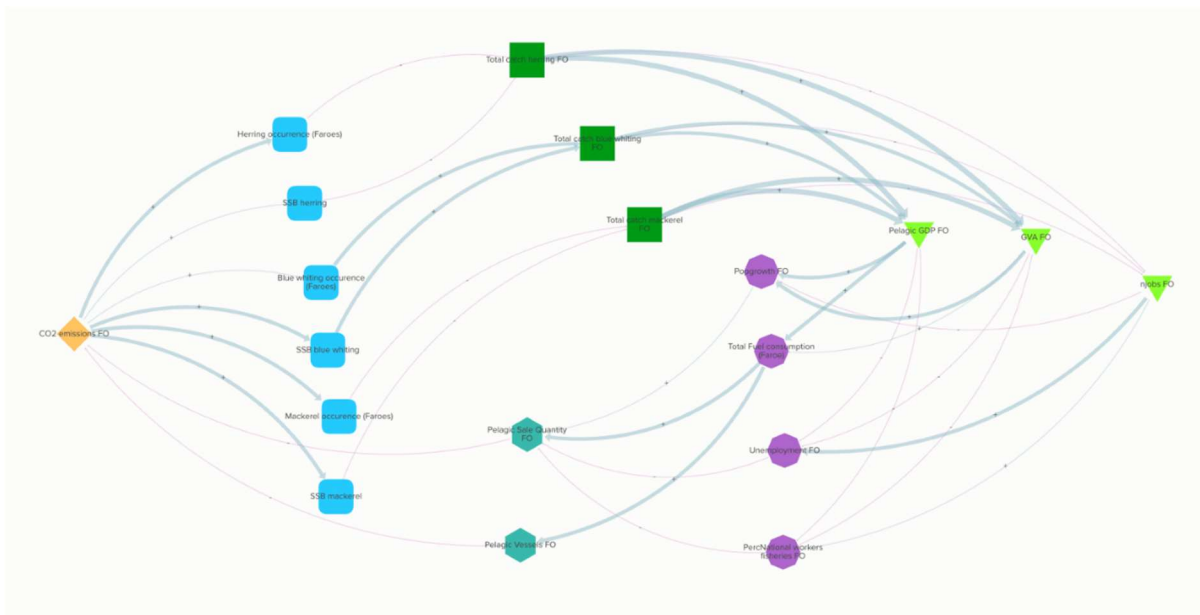 Total catch herring FO
Herring occurrence (Faroes)
Total catch blue whiting
FO
SSB herring
Total catch mackerel
FO
Pelagic GDP FO
GVA FO
Popgrowth FO
Blue whiting occurence
(Faroes)
njobs FO
CO2 emissions FO
SSB blue whiting
Total Fuel consumption
(Faroe)
Mackerel occurence (Faroes)
Pelagic Sale Quantity
FO
Unemployment FO
SSB mackerel
Pelagic Vessels FO
PercNational workers
fisheries FO